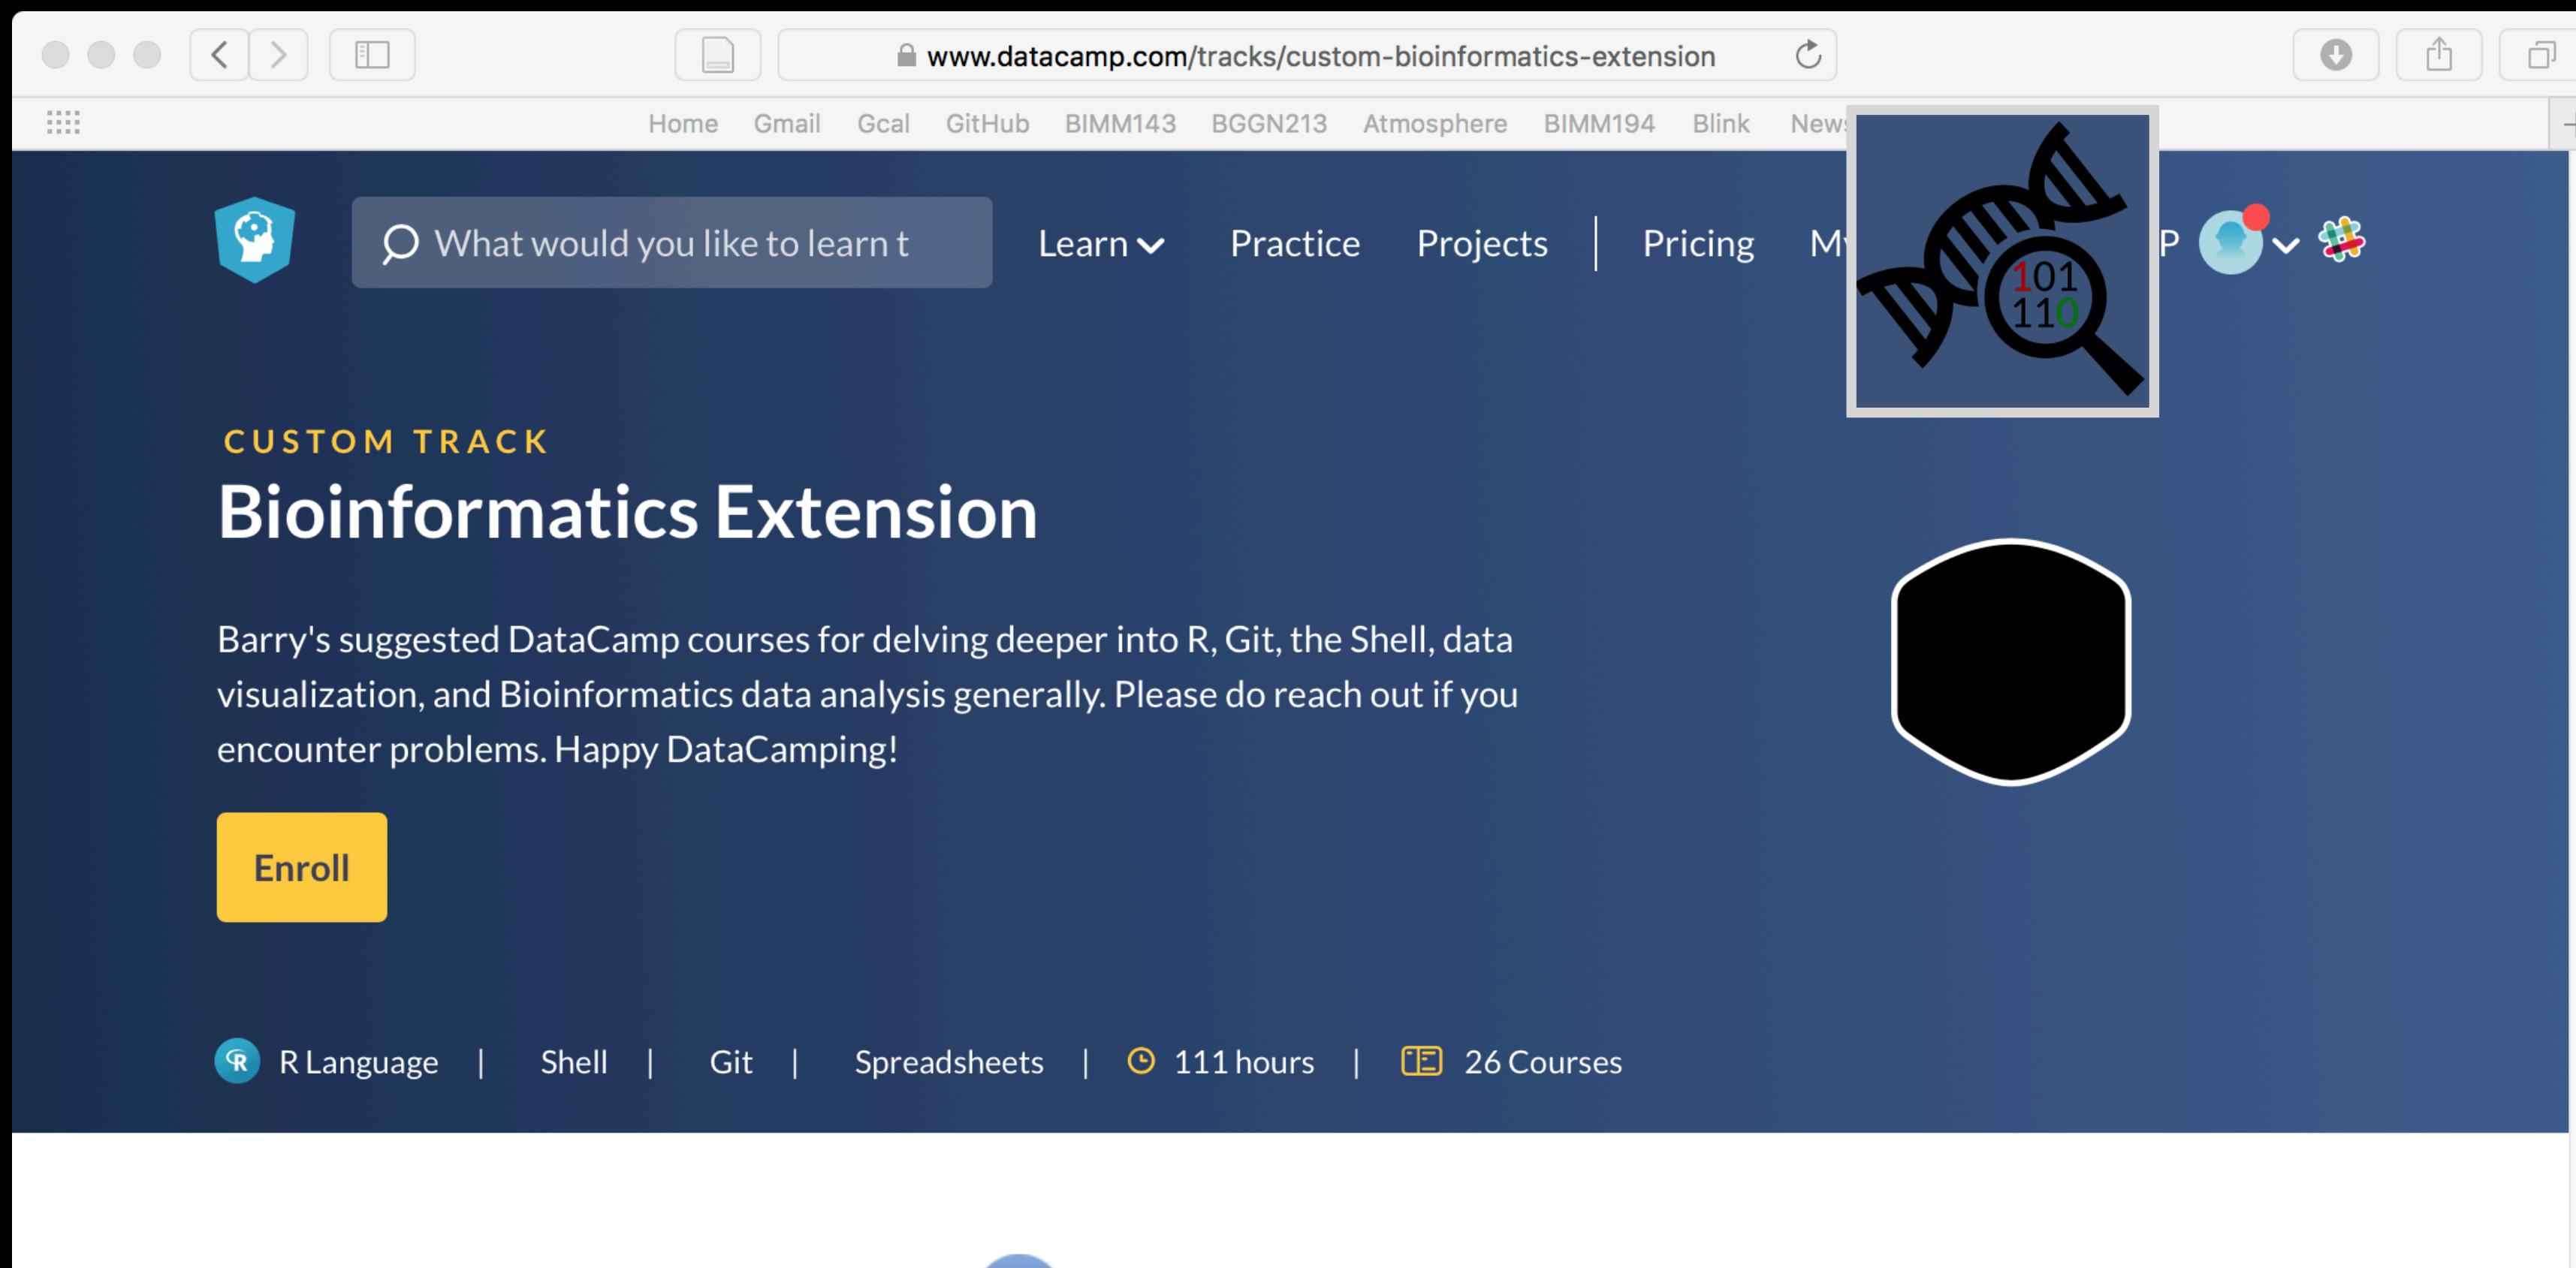 www.datacamp.com/tracks/custom-bioinformatics-extension
Home Gmail Gcal GitHub BIMM143 BGGN213 Atmosphere BIMM194 Blink
What would you like to learn t
Learn Practice Projects | Pricing
101
110
CUSTOM TRACK
Bioinformatics Extension
Barry's suggested DataCamp courses for delving deeper into R, Git, the Shell, data
visualization, and Bioinformatics data analysis generally. Please do reach out if you
encounter problems. Happy DataCamping!
Enroll
R R Language | Shell | Git | Spreadsheets | 111 hours | 26 Courses